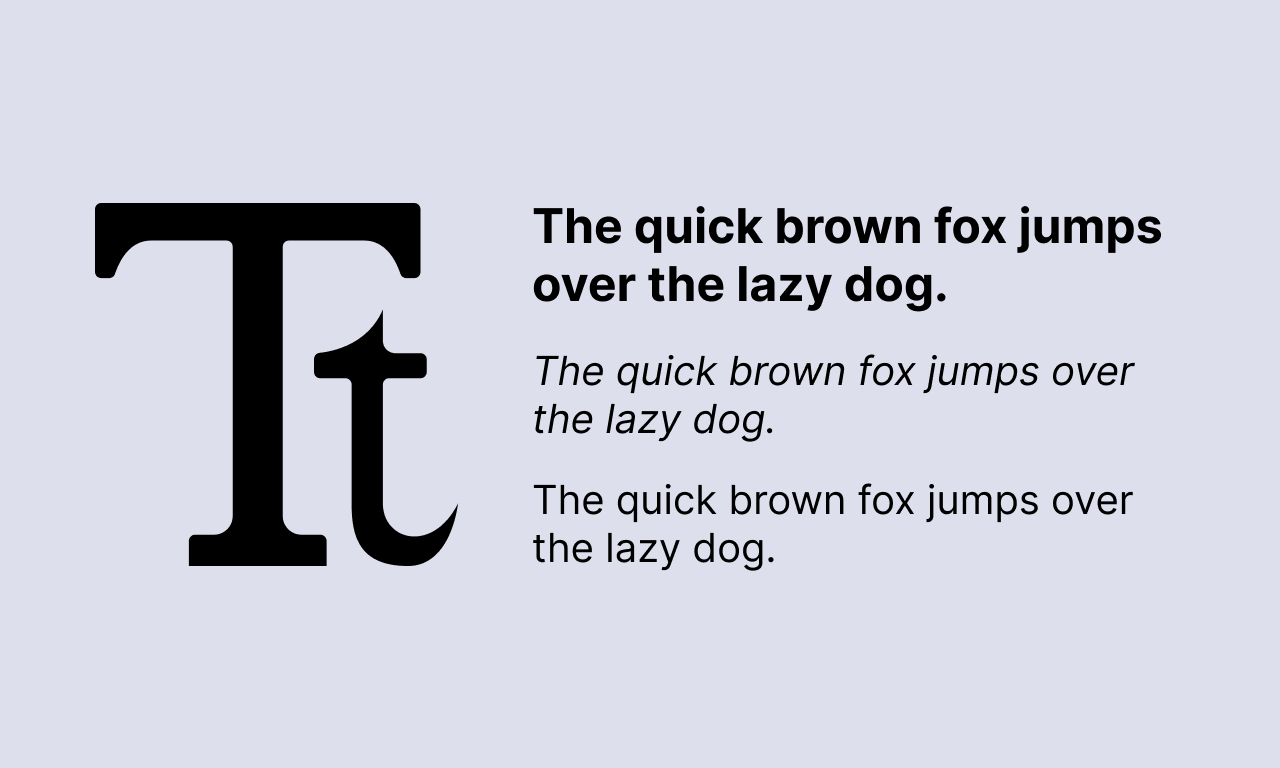 Tt
The quick brown fox jumps
over the lazy dog.
The quick brown fox jumps over
the lazy dog.
The quick brown fox jumps over
the lazy dog.